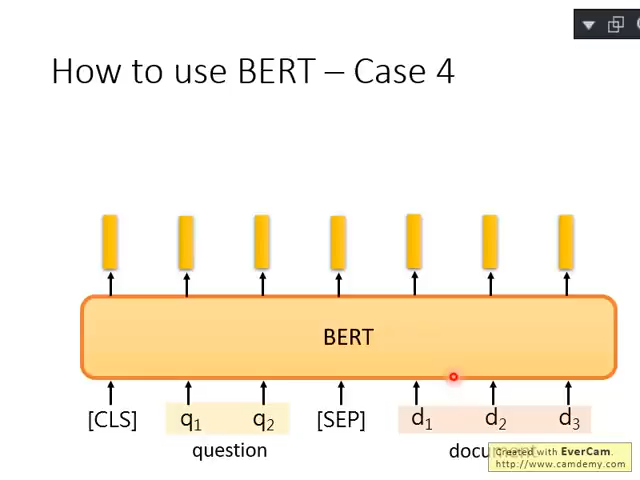 How to use BERT – Case 4
BERT
[CLS] q1 q2 [SEP] d1 d2 d3
question
Created with EverCam.
http://www.camdemy.com